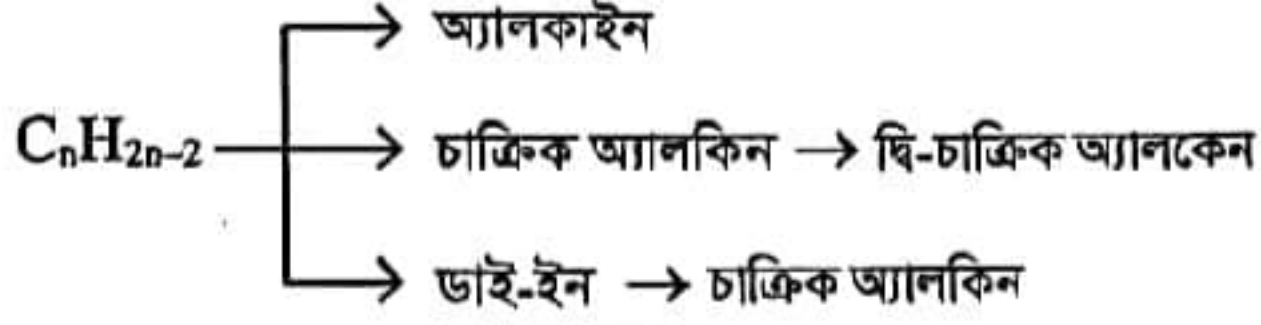 অ্যালকাইন
CₙH₂ₙ₋₂ → চাক্রিক অ্যালকিন → দ্বি-চাক্রিক অ্যালকেন
ডাই-ইন → চাক্রিক অ্যালকিন